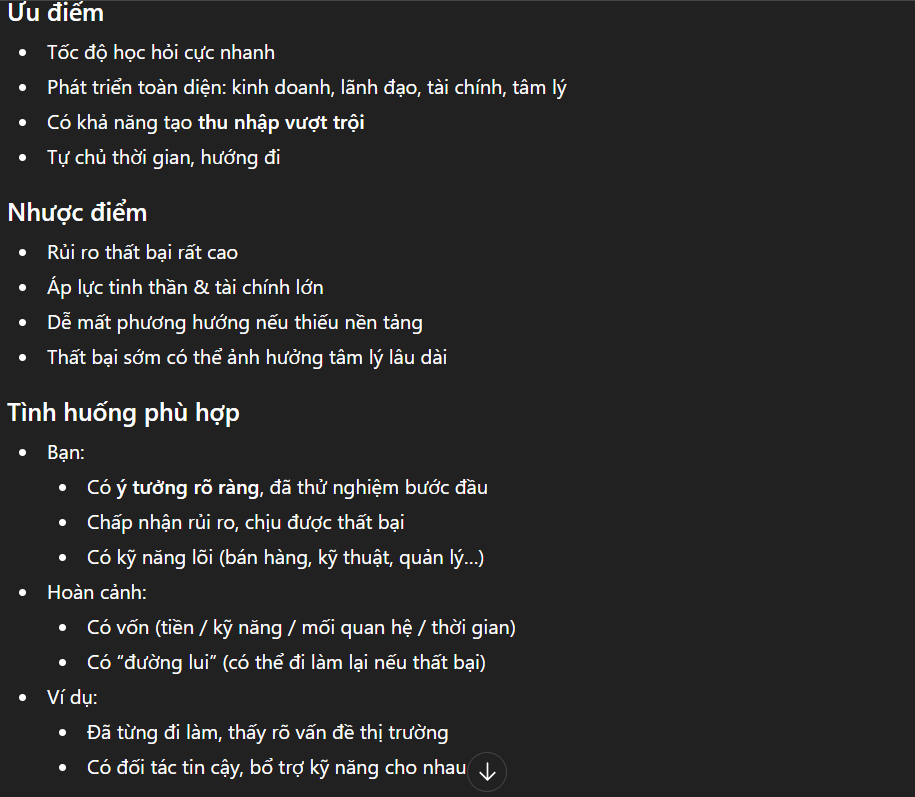 Ưu điểm
Tốc độ học hỏi cực nhanh
Phát triển toàn diện: kinh doanh, lãnh đạo, tài chính, tâm lý
Có khả năng tạo thu nhập vượt trội
Tự chủ thời gian, hướng đi
Nhược điểm
Rủi ro thất bại rất cao
Áp lực tinh thần & tài chính lớn
Dễ mất phương hướng nếu thiếu nền tảng
Thất bại sớm có thể ảnh hưởng tâm lý lâu dài
Tình huống phù hợp
Bạn:
Có ý tưởng rõ ràng, đã thử nghiệm bước đầu
Chấp nhận rủi ro, chịu được thất bại
Có kỹ năng lõi (bán hàng, kỹ thuật, quản lý...)
Hoàn cảnh:
Có vốn (tiền / kỹ năng / mối quan hệ / thời gian)
Có “đường lui” (có thể đi làm lại nếu thất bại)
Ví dụ:
Đã từng đi làm, thấy rõ vấn đề thị trường
Có đối tác tin cậy, bổ trợ kỹ năng cho nhau